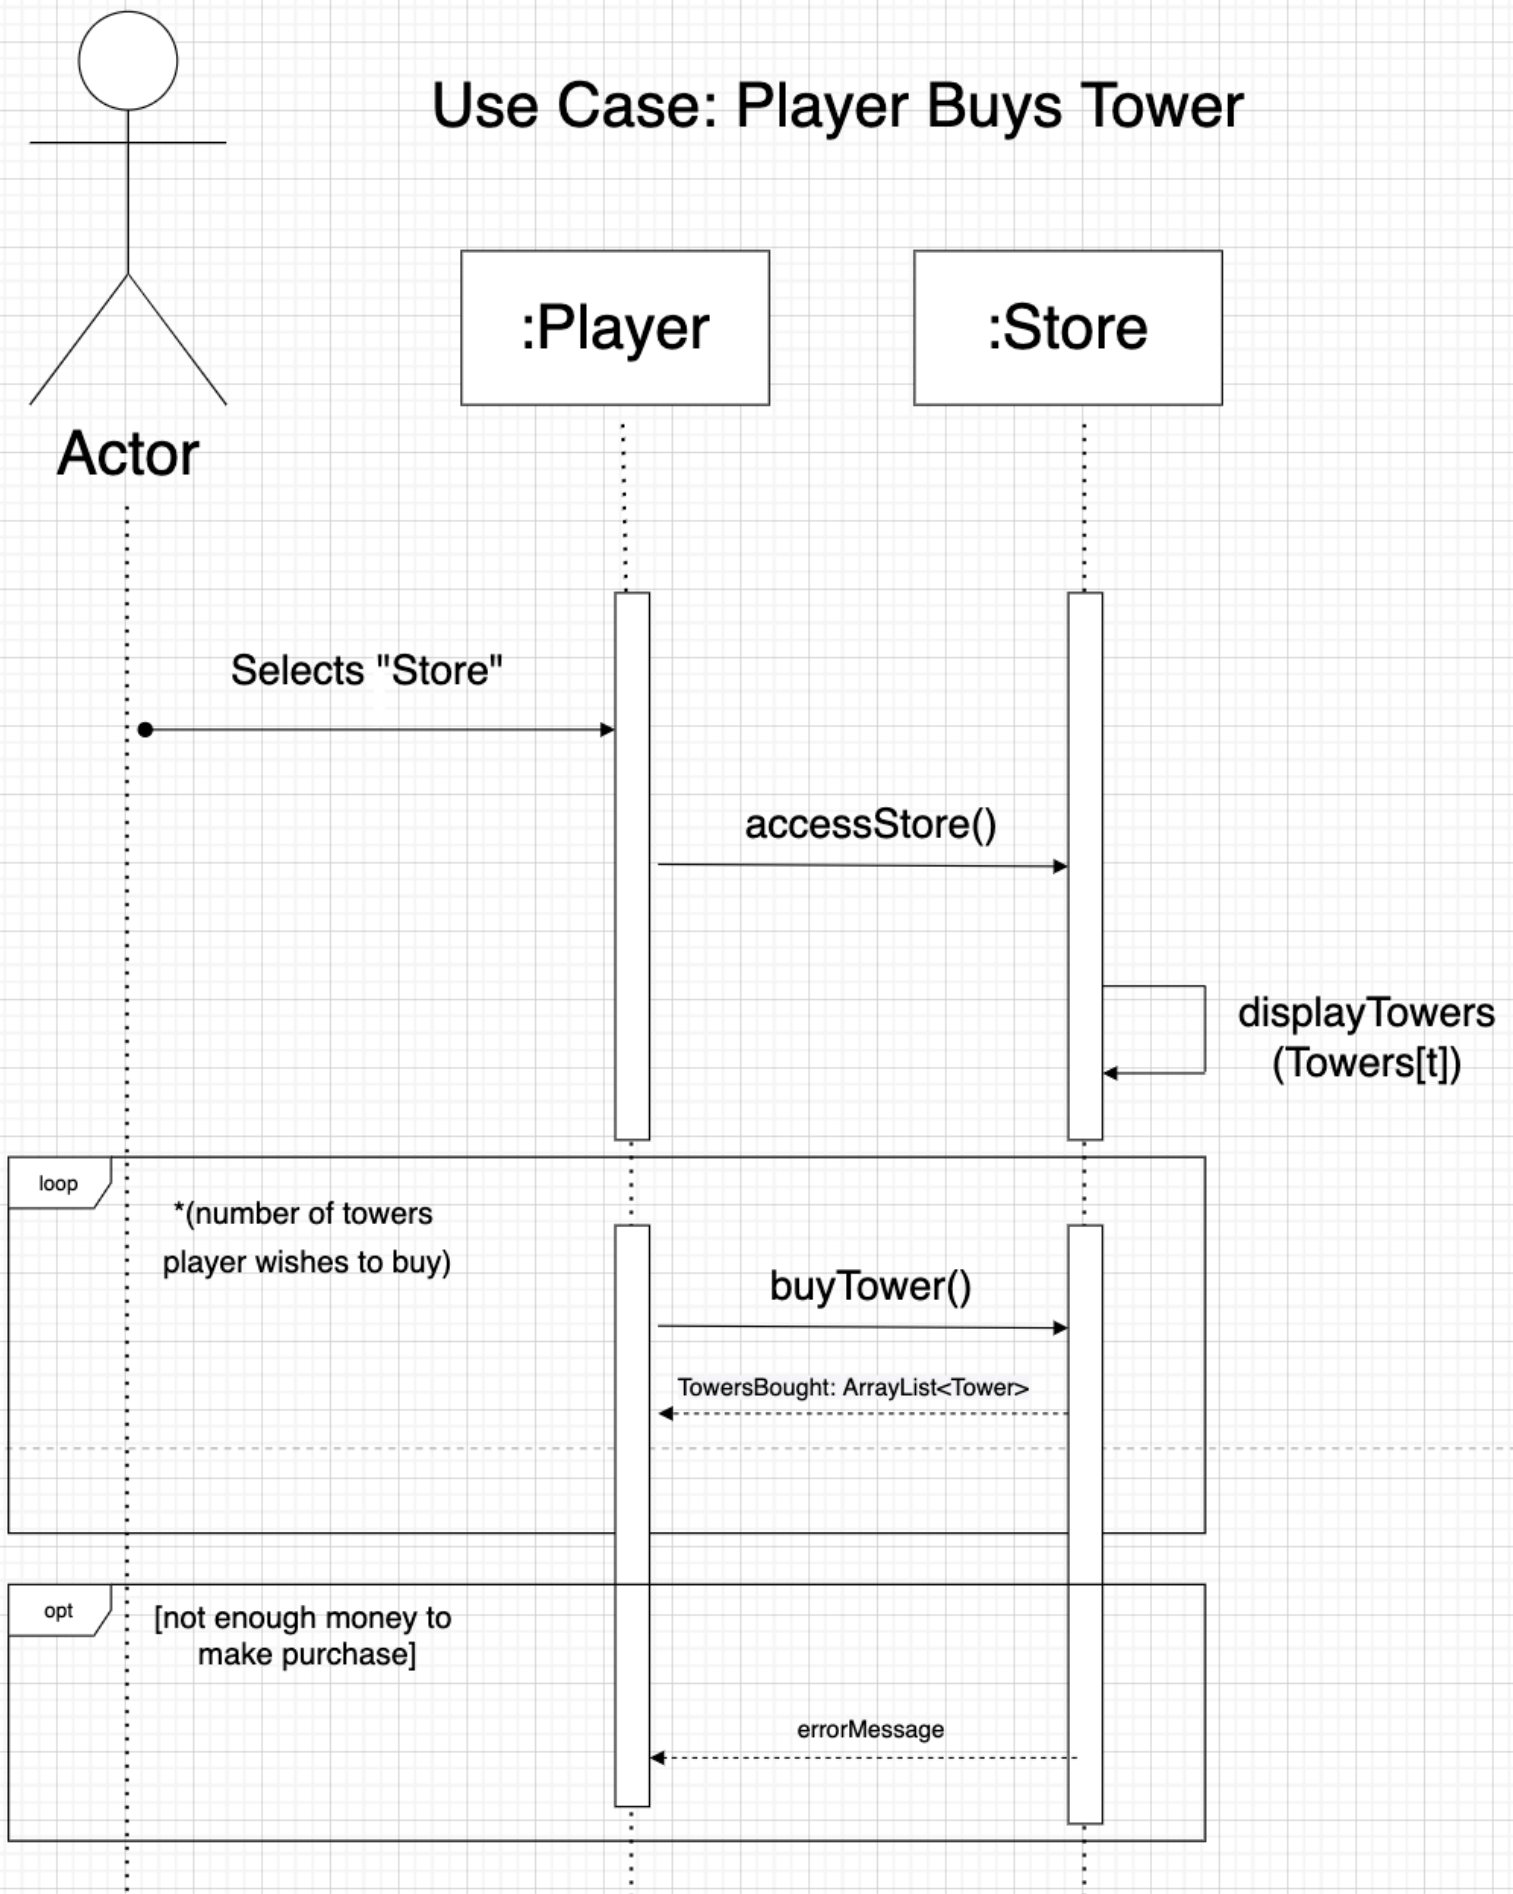 Use Case: Player Buys Tower
:Player
:Store
Actor
Selects "Store"
accessStore()
displayTowers
(Towers[t])
loop
*(number of towers
player wishes to buy)
buyTower()
TowersBought: ArrayList<Tower>
opt
[not enough money to
make purchase]
errorMessage